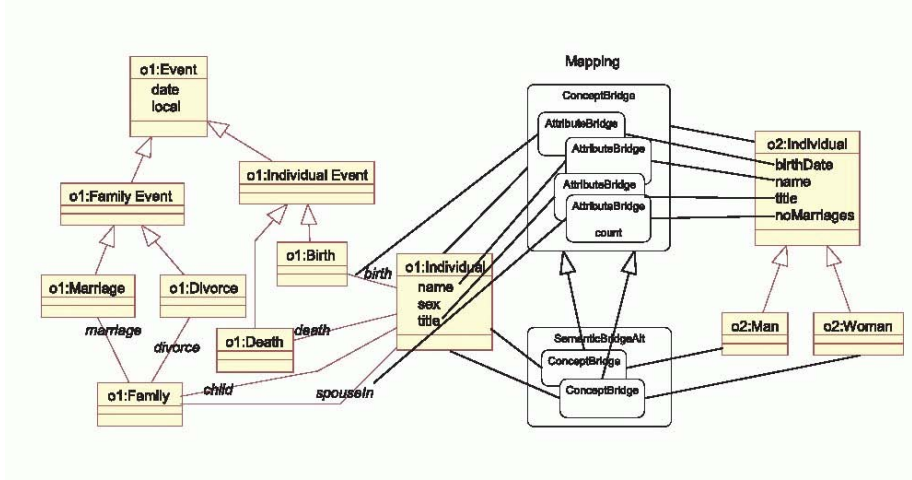 Mapping
o1:Event
date
local
ConceptBridge
AttributeBridge
AttributeBridge
AttributeBridge
AttributeBridge
count
o2:Individual
birthDate
name
title
noMarriages
o1:Family Event
o1:Individual Event
o1:Birth
birth
o1:Individual
name
sex
title
o1:Marriage
o1:Divorce
marriage
divorce
o1:Death
death
SemanticBridgeAlt
ConceptBridge
ConceptBridge
o2:Man
o2:Woman
o1:Family
child
spouseIn